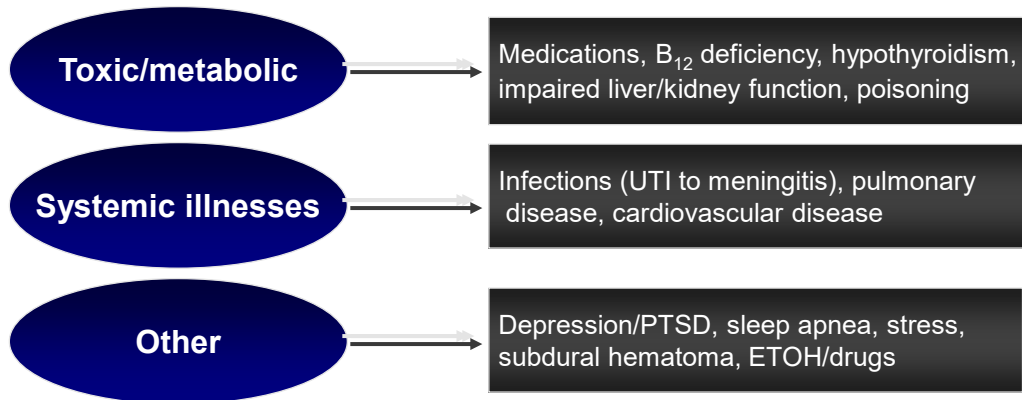 Toxic/metabolic
Medications, B₁₂ deficiency, hypothyroidism,
impaired liver/kidney function, poisoning
Systemic illnesses
Infections (UTI to meningitis), pulmonary
disease, cardiovascular disease
Other
Depression/PTSD, sleep apnea, stress,
subdural hematoma, ETOH/drugs